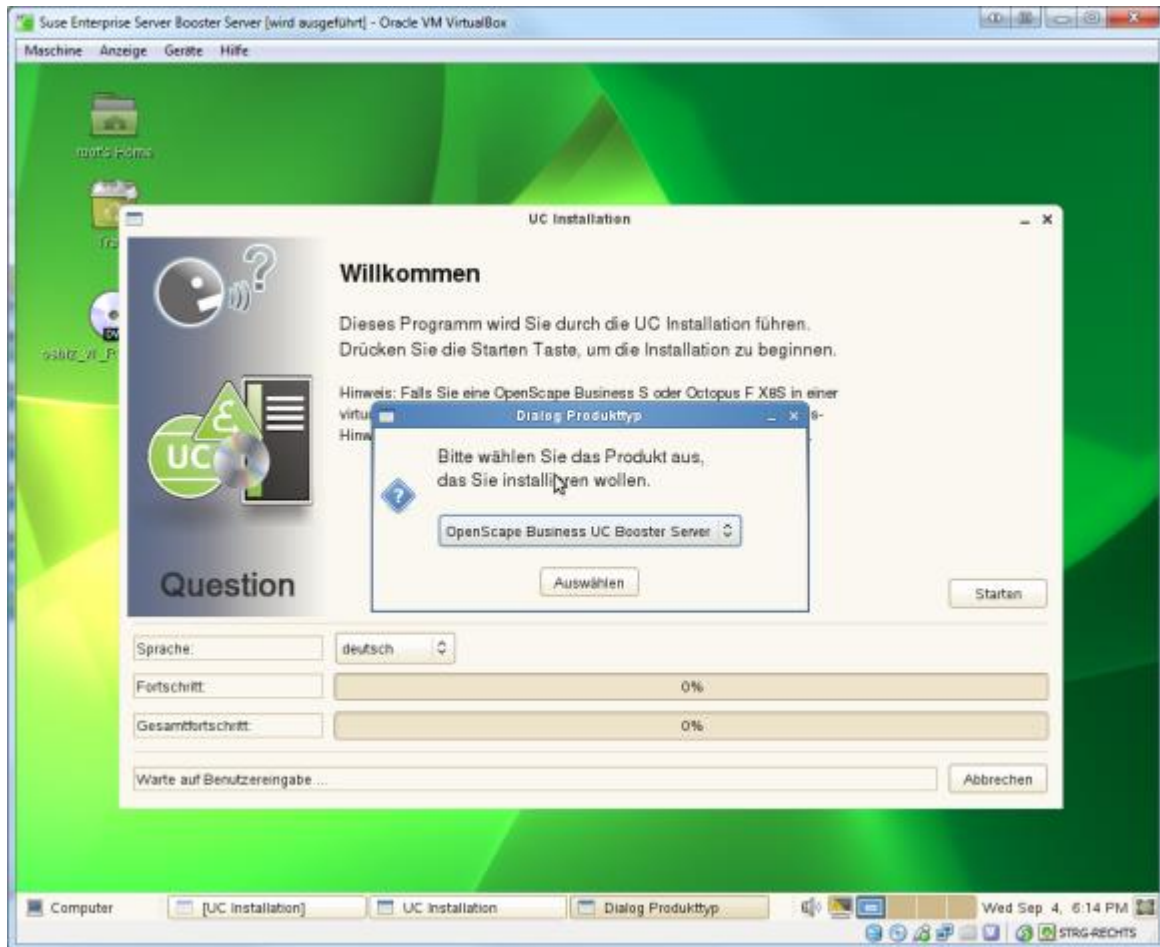 Suse Enterprise Server Booster Server [wird ausgeführt] - Oracle VM VirtualBox
Maschine Anzeige Geräte Hilfe
root's Home
UC Installation
Willkommen
Dieses Programm wird Sie durch die UC Installation führen.
Drücken Sie die Starten Taste, um die Installation zu beginnen.
Hinweis: Falls Sie eine OpenScape Business S oder Octopus F X8S in einer
Dialog Produkttyp
Bitte wählen Sie das Produkt aus,
das Sie installieren wollen.
OpenScape Business UC Booster Server
Auswählen
UC
Question
Starten
Sprache:
deutsch
Fortschritt:
0%
Gesamtfortschritt:
0%
Warte auf Benutzereingabe ...
Abbrechen
Computer
[UC Installation]
UC Installation
Dialog Produkttyp
Wed Sep 4, 6:14 PM
STRG-RECHTS